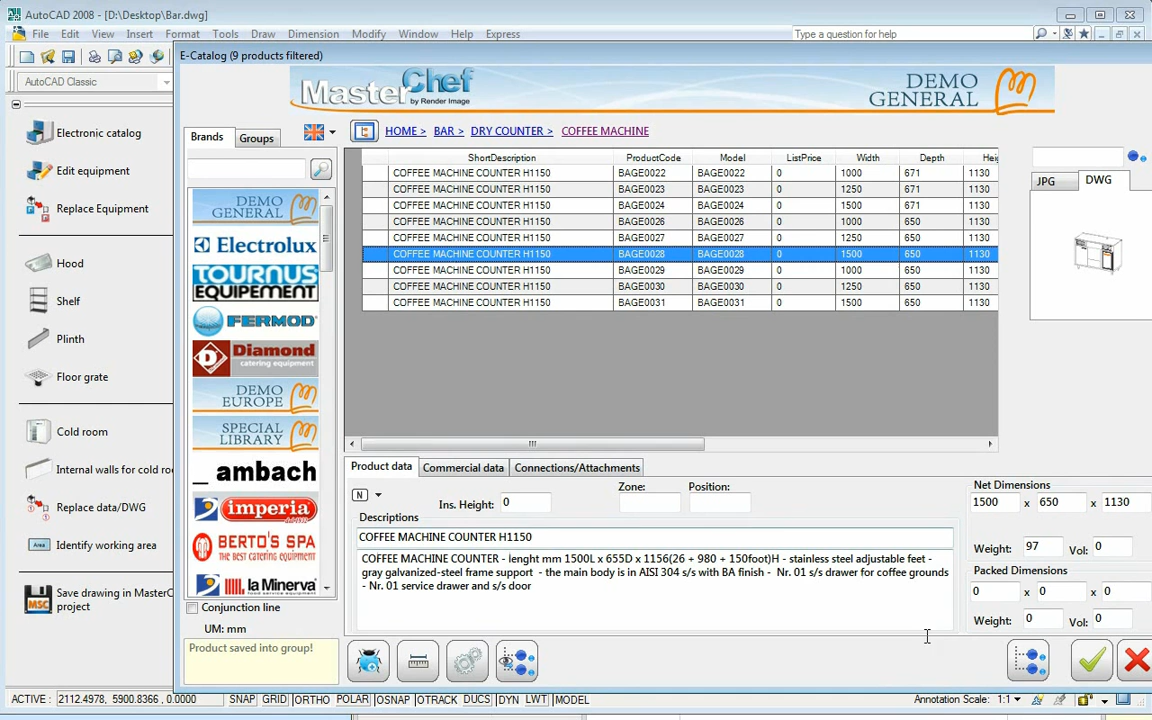 AutoCAD 2008 - [D:\Desktop\Bar.dwg]
File Edit View Insert Format Tools Draw Dimension Modify Window Help Express
Type a question for help
AutoCAD Classic
E-Catalog (9 products filtered)
MasterChef
by Render Image
DEMO
GENERAL
Brands
Groups
HOME > BAR > DRY COUNTER > COFFEE MACHINE
Electronic catalog
Edit equipment
Replace Equipment
Hood
Shelf
Plinth
Floor grate
Cold room
Internal walls for cold ro
Replace data/DWG
Identify working area
Save drawing in MasterC
project
MSC
Area
DEMO
GENERAL
Electrolux
TOURNUS
EQUIPEMENT
FERMOD
Diamond
catering equipment
DEMO
EUROPE
SPECIAL
LIBRARY
ambach
imperia
BERTO'S SPA
THE BEST CATERING EQUIPMENT
la Minerva
Conjunction line
UM: mm
Product saved into group!
ShortDescription ProductCode Model ListPrice Width Depth Hei
COFFEE MACHINE COUNTER H1150 BAGE0022 BAGE0022 0 1000 671 1130
COFFEE MACHINE COUNTER H1150 BAGE0023 BAGE0023 0 1250 671 1130
COFFEE MACHINE COUNTER H1150 BAGE0024 BAGE0024 0 1500 671 1130
COFFEE MACHINE COUNTER H1150 BAGE0026 BAGE0026 0 1000 650 1130
COFFEE MACHINE COUNTER H1150 BAGE0027 BAGE0027 0 1250 650 1130
COFFEE MACHINE COUNTER H1150 BAGE0028 BAGE0028 0 1500 650 1130
COFFEE MACHINE COUNTER H1150 BAGE0029 BAGE0029 0 1000 650 1130
COFFEE MACHINE COUNTER H1150 BAGE0030 BAGE0030 0 1250 650 1130
COFFEE MACHINE COUNTER H1150 BAGE0031 BAGE0031 0 1500 650 1130
JPG DWG
Product data Commercial data Connections/Attachments
N
Ins. Height: 0
Zone:
Position:
Descriptions
COFFEE MACHINE COUNTER H1150
COFFEE MACHINE COUNTER - lenght mm 1500L x 655D x 1156(26 + 980 + 150foot)H - stainless steel adjustable feet -
gray galvanized-steel frame support - the main body is in AISI 304 s/s with BA finish - Nr. 01 s/s drawer for coffee grounds
- Nr. 01 service drawer and s/s door
Net Dimensions
1500 x 650 x 1130
Weight: 97 Vol: 0
Packed Dimensions
0 x 0 x 0
Weight: 0 Vol: 0
ACTIVE : 2112.4978, 5900.8366, 0.0000 SNAP GRID ORTHO POLAR OSNAP OTRACK DUCS DYN LWT MODEL
Annotation Scale: 1:1